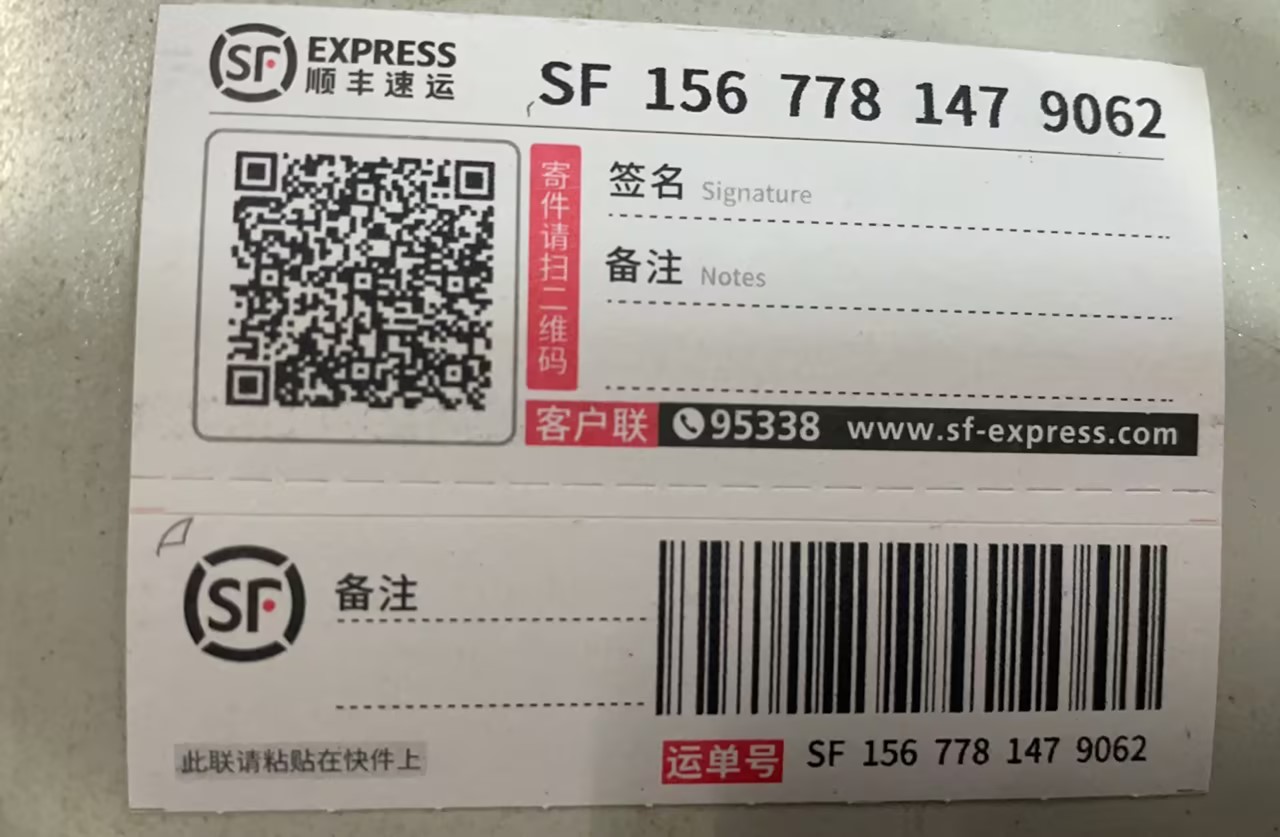 SF EXPRESS
顺丰速运
SF 156 778 147 9062
寄件请扫二维码
签名 Signature
备注 Notes
客户联 95338 www.sf-express.com
SF
备注
此联请粘贴在快件上
运单号 SF 156 778 147 9062